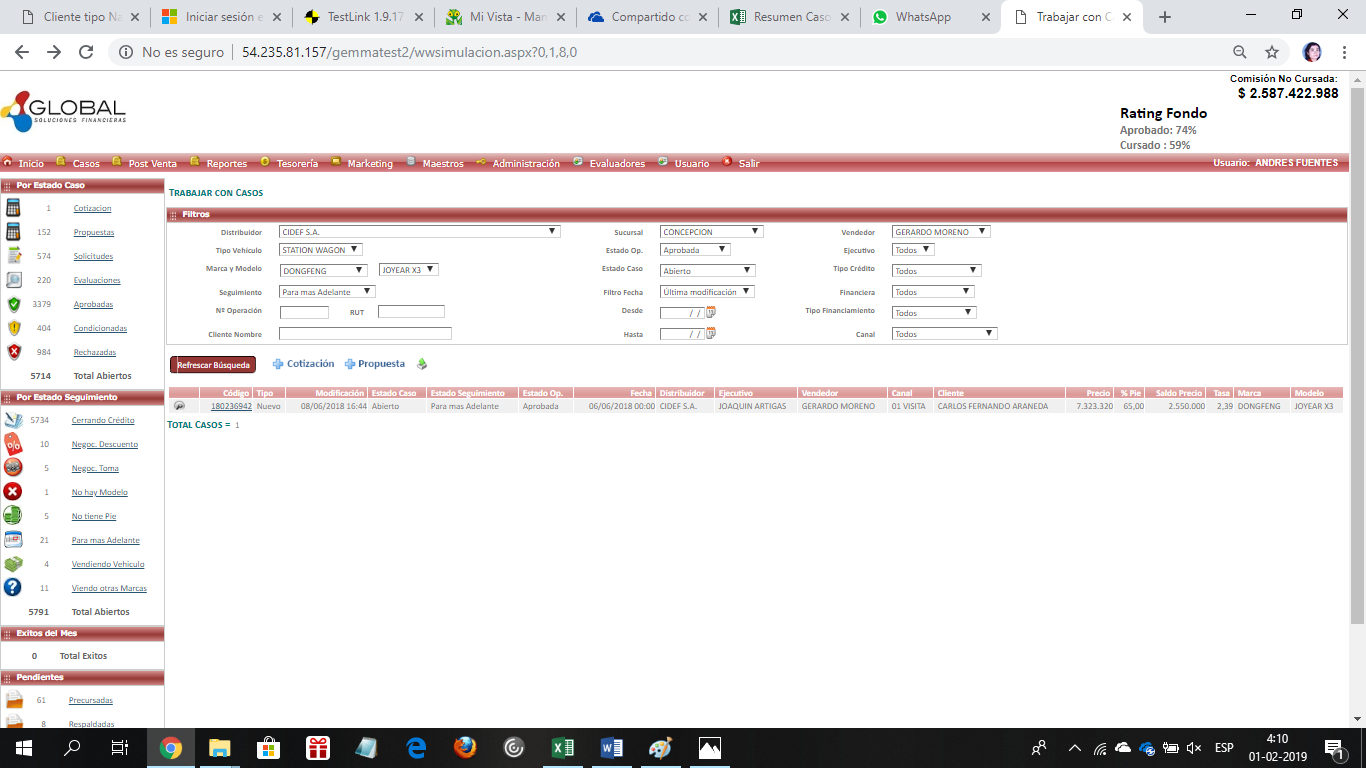 Cliente tipo Na
Iniciar sesión e
TestLink 1.9.17
Mi Vista - Man
Compartido co
Resumen Caso
WhatsApp
Trabajar con C
No es seguro | 54.235.81.157/gemmatest2/wwsimulacion.aspx?0,1,8,0
GLOBAL
SOLUCIONES FINANCIERAS
Comisión No Cursada:
$ 2.587.422.988
Rating Fondo
Aprobado: 74%
Cursado : 59%
Inicio Casos Post Venta Reportes Tesorería Marketing Maestros Administración Evaluadores Usuario Salir Usuario: ANDRES FUENTES
Por Estado Caso
1 Cotizacion
152 Propuestas
574 Solicitudes
220 Evaluaciones
3379 Aprobadas
404 Condicionadas
984 Rechazadas
5714 Total Abiertos
Por Estado Seguimiento
5734 Cerrando Crédito
10 Negoc. Descuento
5 Negoc. Toma
1 No hay Modelo
5 No tiene Pie
21 Para mas Adelante
4 Vendiendo Vehiculo
11 Viendo otras Marcas
5791 Total Abiertos
Exitos del Mes
0 Total Exitos
Pendientes
61 Precursadas
8 Respaldadas
TRABAJAR CON CASOS
Filtros
Distribuidor CIDEF S.A. Sucursal CONCEPCION Vendedor GERARDO MORENO
Tipo Vehiculo STATION WAGON Estado Op. Aprobada Ejecutivo Todos
Marca y Modelo DONGFENG JOYEAR X3 Estado Caso Abierto Tipo Crédito Todos
Seguimiento Para mas Adelante Filtro Fecha Última modificación Financiera Todos
Nº Operación RUT Desde / / Tipo Financiamiento Todos
Cliente Nombre Hasta / / Canal Todos
Refrescar Búsqueda Cotización Propuesta
Código Tipo Modificación Estado Caso Estado Seguimiento Estado Op. Fecha Distribuidor Ejecutivo Vendedor Canal Cliente Precio % Pie Saldo Precio Tasa Marca Modelo
180236942 Nuevo 08/06/2018 16:44 Abierto Para mas Adelante Aprobada 06/06/2018 00:00 CIDEF S.A. JOAQUIN ARTIGAS GERARDO MORENO 01 VISITA CARLOS FERNANDO ARANEDA 7.323.320 65,00 2.550.000 2,39 DONGFENG JOYEAR X3
TOTAL CASOS = 1
ESP
4:10
01-02-2019
1